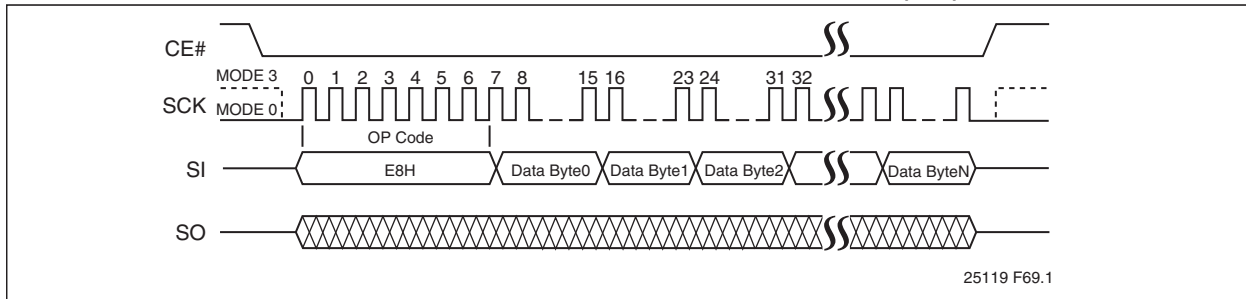 CE#
MODE 3 0 1 2 3 4 5 6 7 8 15 16 23 24 31 32
SCK MODE 0
OP Code
SI E8H Data Byte0 Data Byte1 Data Byte2 Data ByteN
SO
25119 F69.1